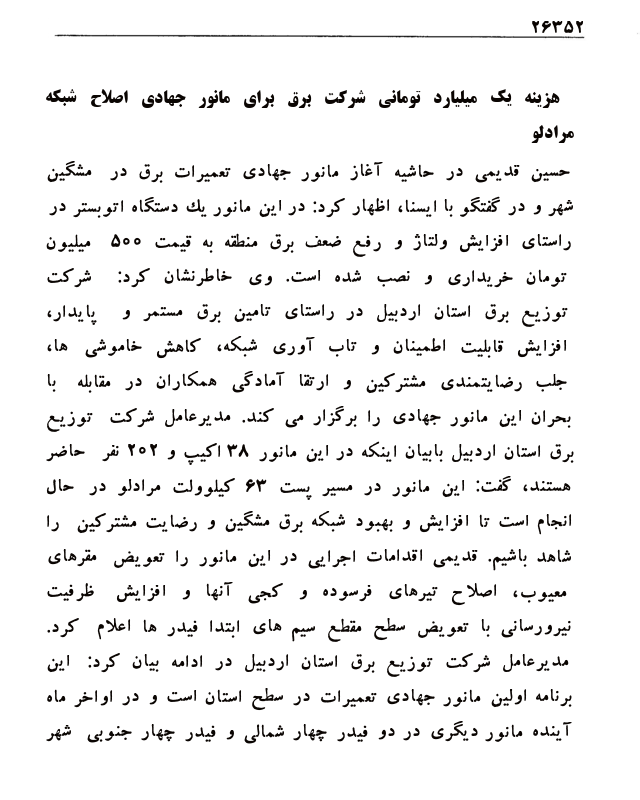 ۲۶۳۵۲
هزینه یک میلیارد تومانی شرکت برق برای مانور جهادی اصلاح شبکه
مرادلو
حسین قدیمی در حاشیه آغاز مانور جهادی تعمیرات برق در مشگین
شهر و در گفتگو با ایسنا، اظهار کرد: در این مانور یك دستگاه اتوبستر در
راستای افزایش ولتاژ و رفع ضعف برق منطقه به قیمت ۵۰۰ میلیون
تومان خریداری و نصب شده است. وی خاطرنشان کرد: شرکت
توزیع برق استان اردبیل در راستای تامین برق مستمر و پایدار،
افزایش قابلیت اطمینان و تاب آوری شبکه، کاهش خاموشی ها،
جلب رضایتمندی مشترکین و ارتقا آمادگی همکاران در مقابله با
بحران این مانور جهادی را برگزار می کند. مدیرعامل شرکت توزیع
برق استان اردبیل بابیان اینکه در این مانور ۳۸ اکیپ و ۲۰۲ نفر حاضر
هستند، گفت: این مانور در مسیر پست ۶۳ کیلوولت مرادلو در حال
انجام است تا افزایش و بهبود شبکه برق مشگین و رضایت مشترکین را
شاهد باشیم. قدیمی اقدامات اجرایی در این مانور را تعویض مقرهای
معیوب، اصلاح تیرهای فرسوده و کجی آنها و افزایش ظرفیت
نیرورسانی با تعویض سطح مقطع سیم های ابتدا فیدر ها اعلام کرد.
مدیرعامل شرکت توزیع برق استان اردبیل در ادامه بیان کرد: این
برنامه اولین مانور جهادی تعمیرات در سطح استان است و در اواخر ماه
آینده مانور دیگری در دو فیدر چهار شمالی و فیدر چهار جنوبی شهر